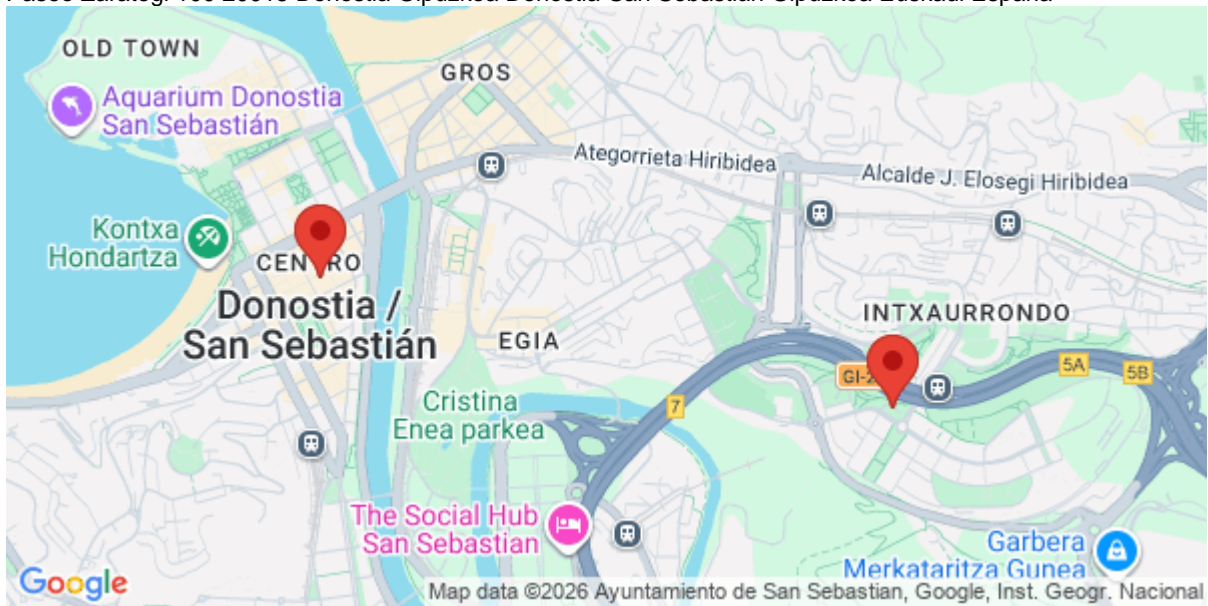 OLD TOWN
GROS
Aquarium Donostia
San Sebastián
Ategorrieta Hiribidea
Alcalde J. Elosegi Hiribidea
Kontxa
Hondartza
CENTRO
Donostia /
San Sebastián
INTXAURRONDO
EGIA
5A
5B
7
Cristina
Enea parkea
The Social Hub
San Sebastian
Garbera
Merkataritza Gunea
Google
Map data ©2026 Ayuntamiento de San Sebastian, Google, Inst. Geogr. Nacional